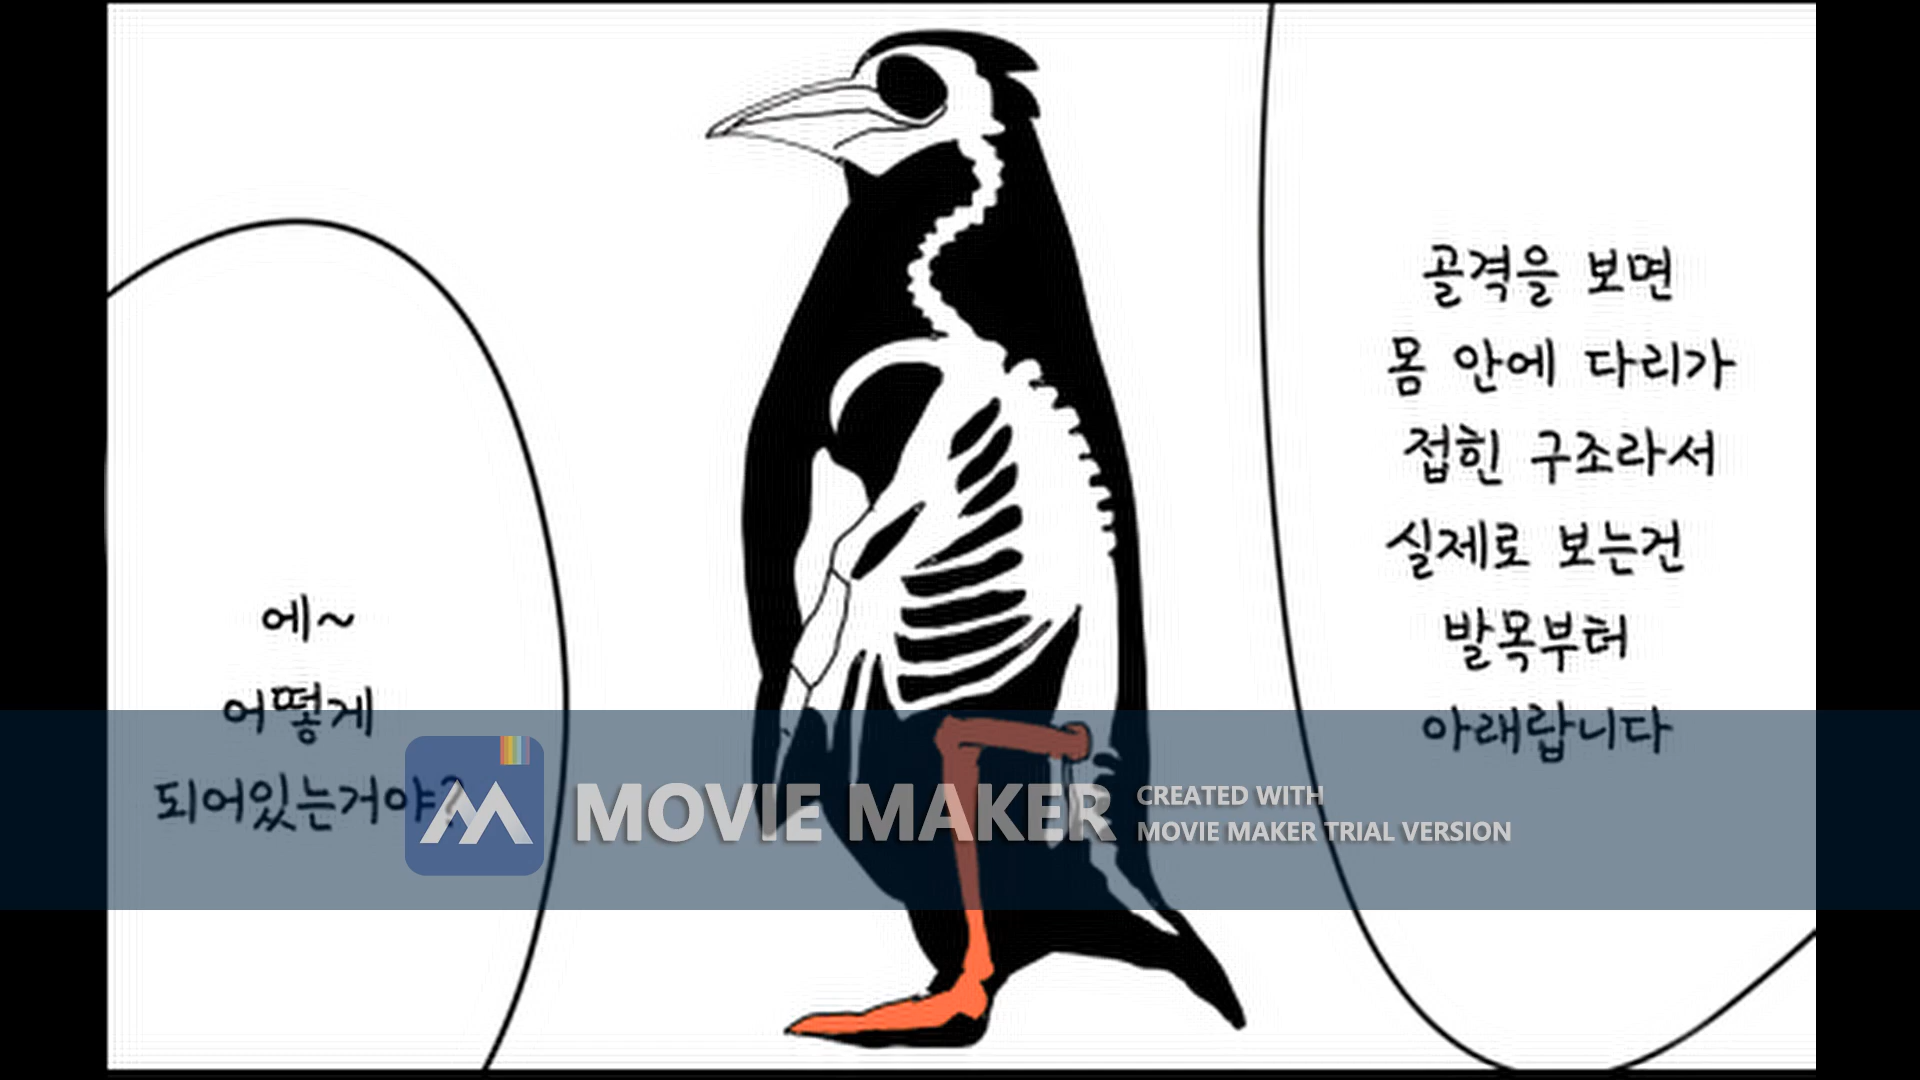 골격을 보면
몸 안에 다리가
접힌 구조라서
실제로 보는건
발목부터
아래랍니다
에~
어떻게
되어있는거야?
MOVIE MAKER
CREATED WITH
MOVIE MAKER TRIAL VERSION